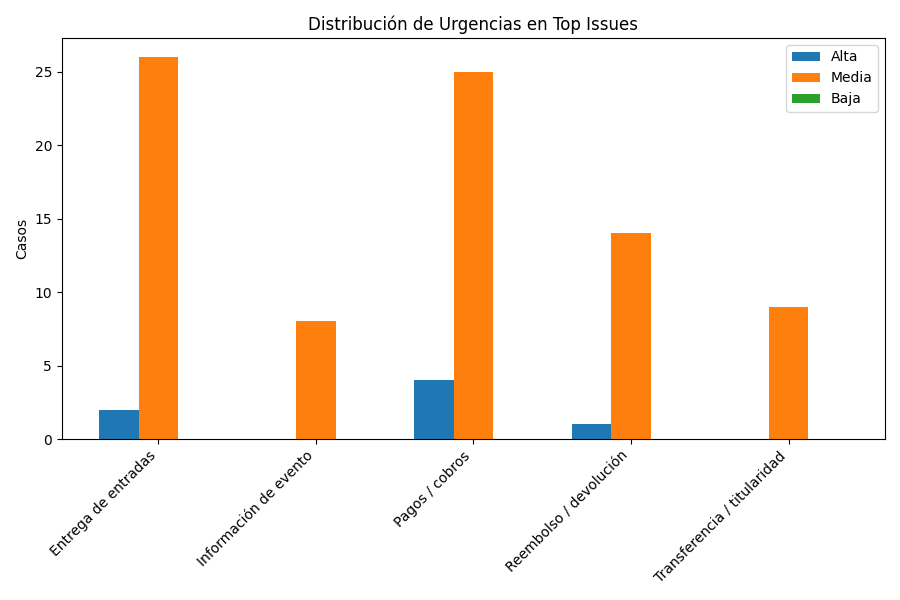 Distribución de Urgencias en Top Issues
Alta
Media
Baja
Casos
25
20
15
10
5
0
Entrega de entradas
Información de evento
Pagos / cobros
Reembolso / devolución
Transferencia / titularidad